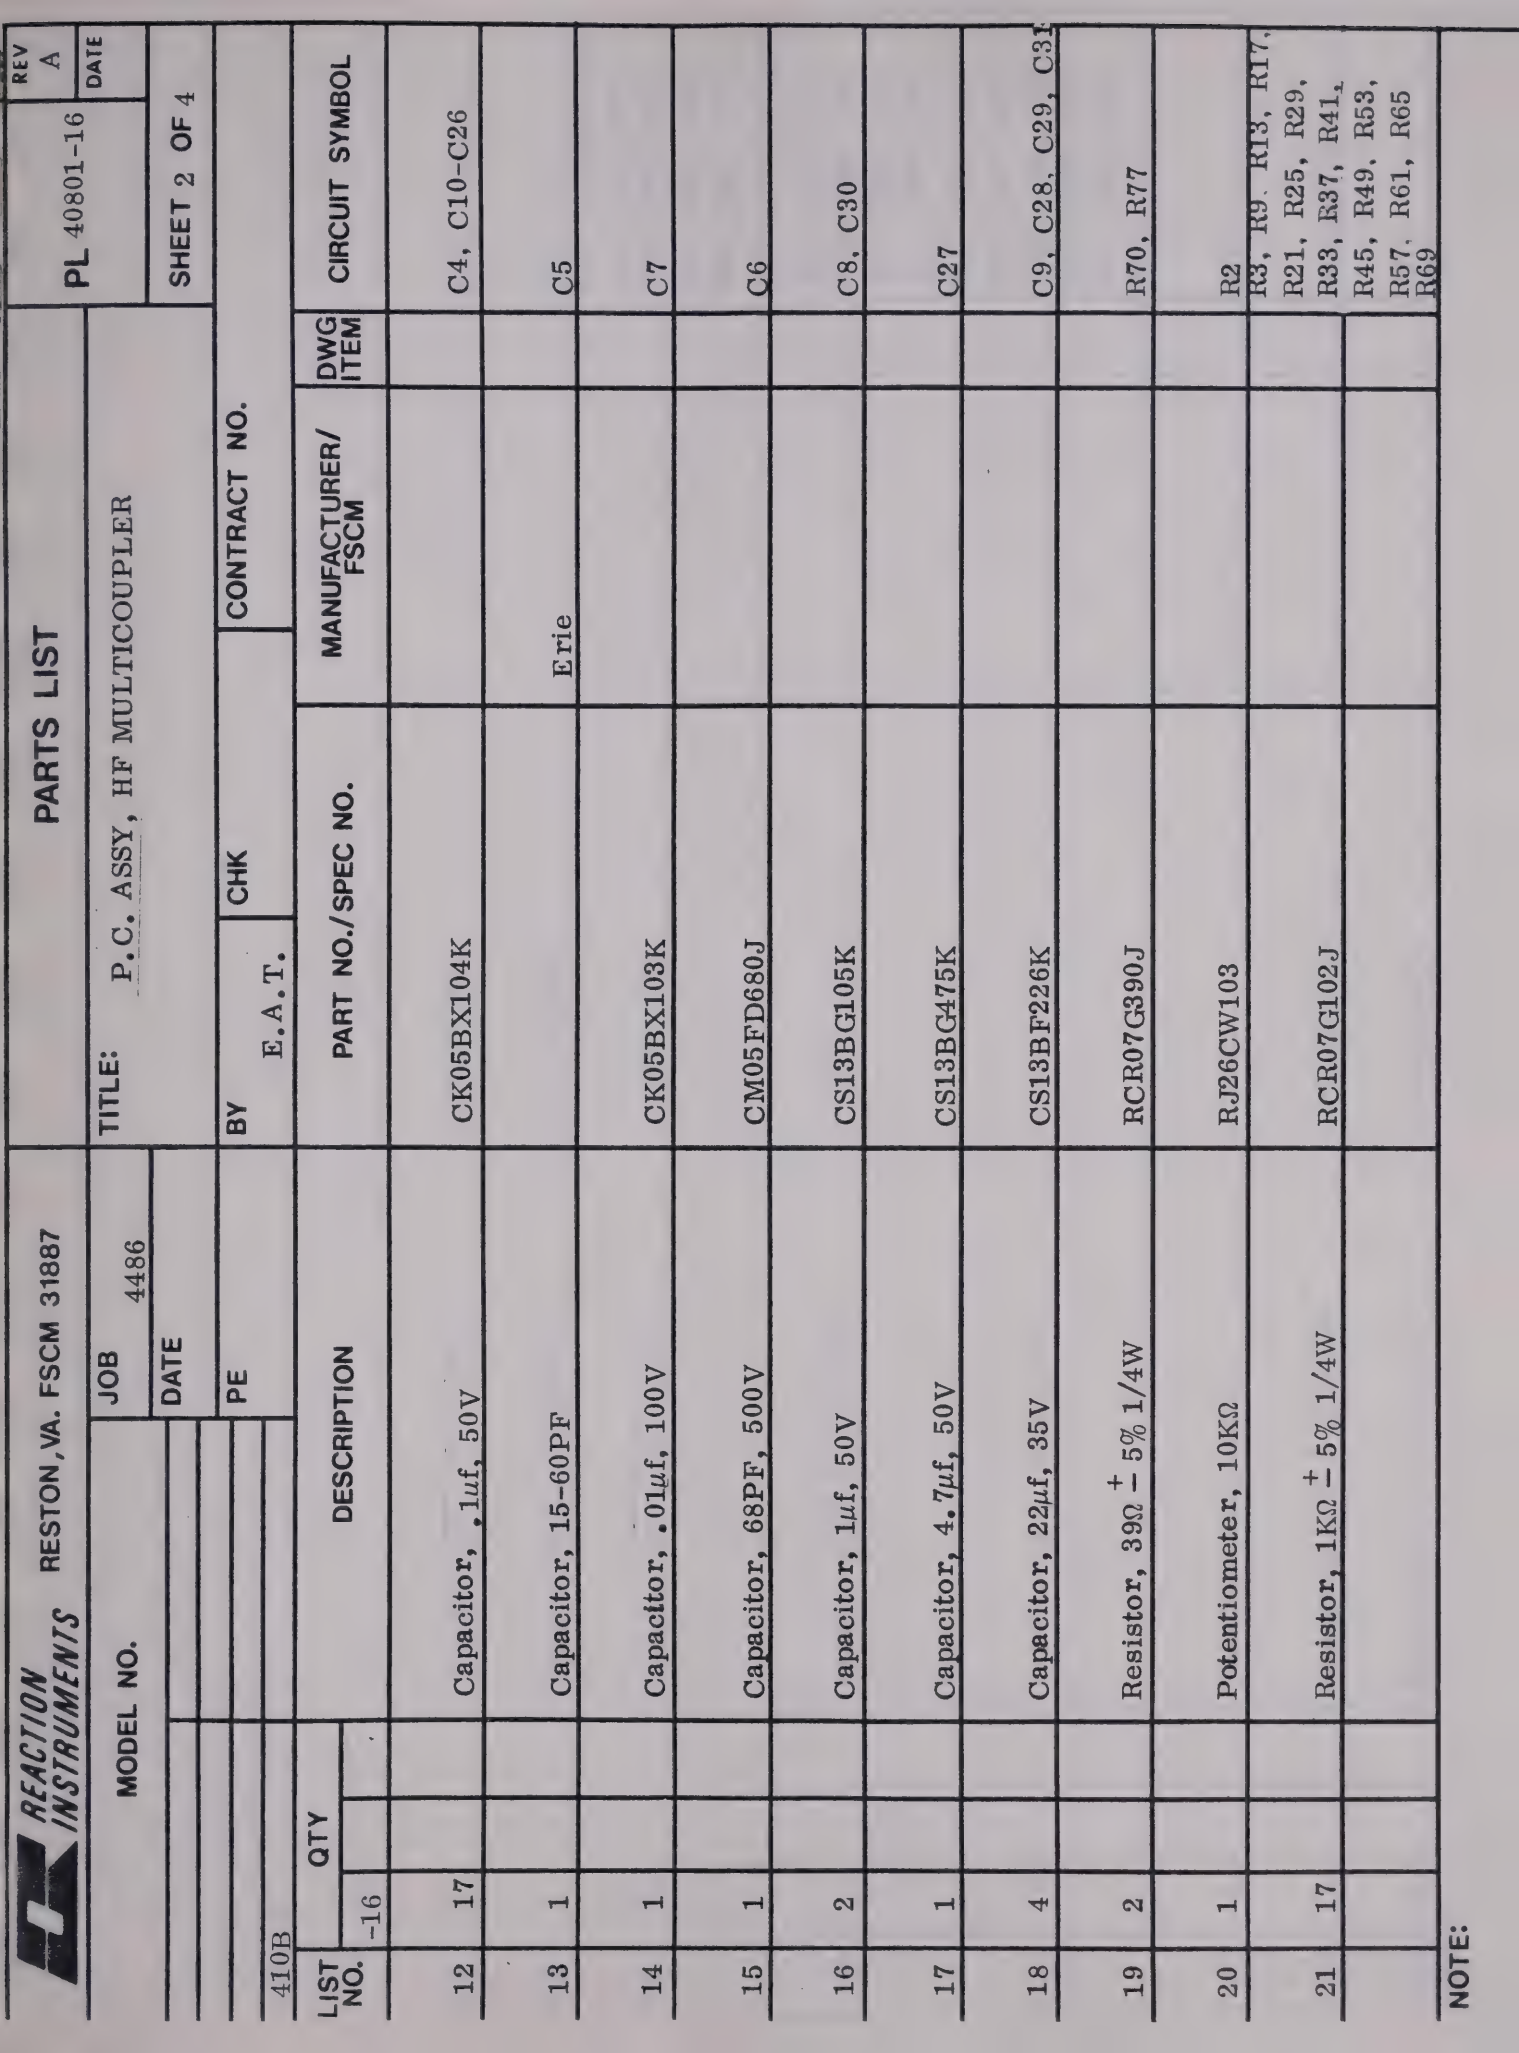 REACTION
INSTRUMENTS
RESTON, VA. FSCM 31887
PARTS LIST
PL 40801-16
REV
A
MODEL NO.
JOB
4486
TITLE:
P.C. ASSY, HF MULTICOUPLER
DATE
DATE
SHEET 2 OF 4
410B
PE
BY
E.A.T.
CHK
CONTRACT NO.
LIST NO. QTY DESCRIPTION PART NO./SPEC NO. MANUFACTURER/FSCM DWG ITEM CIRCUIT SYMBOL
-16
12 17 Capacitor, .1uf, 50V CK05BX104K C4, C10-C26
13 1 Capacitor, 15-60PF Erie C5
14 1 Capacitor, .01µf, 100V CK05BX103K C7
15 1 Capacitor, 68PF, 500V CM05FD680J C6
16 2 Capacitor, 1µf, 50V CS13BG105K C8, C30
17 1 Capacitor, 4.7µf, 50V CS13BG475K C27
18 4 Capacitor, 22µf, 35V CS13BF226K C9, C28, C29, C31
19 2 Resistor, 39Ω ± 5% 1/4W RCR07G390J R70, R77
20 1 Potentiometer, 10KΩ RJ26CW103 R2
21 17 Resistor, 1KΩ ± 5% 1/4W RCR07G102J R3, R9. R13, R17,
R21, R25, R29,
R33, R37, R41,
R45, R49. R53,
R57. R61, R65
R69
NOTE: